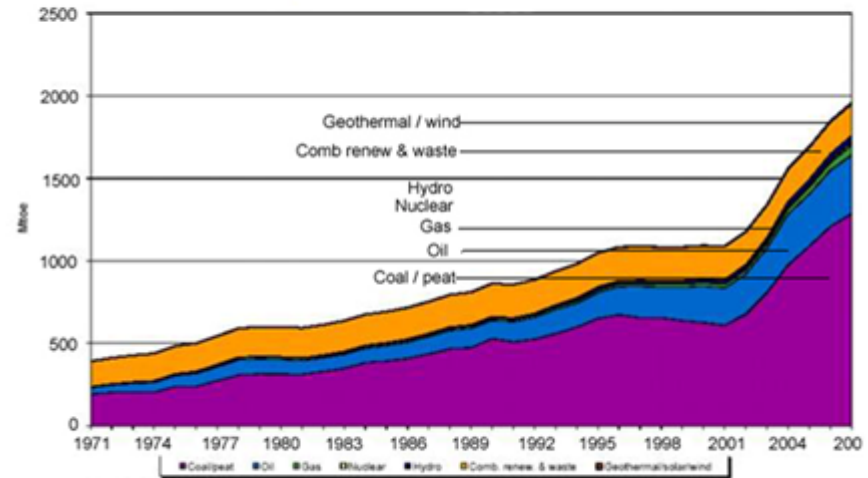 2500
2000
1500
1000
500
0
Mtoe
Geothermal / wind
Comb renew & waste
Hydro
Nuclear
Gas
Oil
Coal / peat
1971 1974 1977 1980 1983 1986 1989 1992 1995 1998 2001 2004 200
Coal/peat Oil Gas Nuclear Hydro Comb. renew. & waste Geothermal/solar/wind